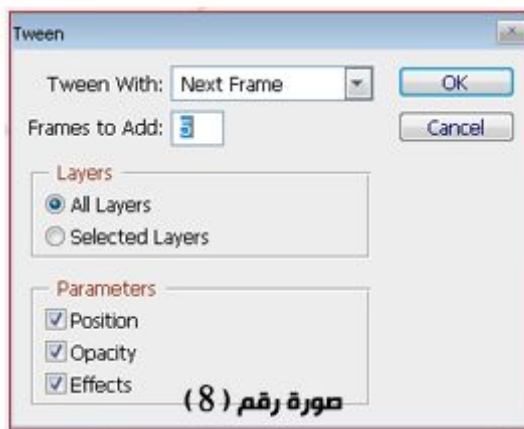 Tween
Tween With: Next Frame OK
Frames to Add: 5 Cancel
Layers
All Layers
Selected Layers
Parameters
Position
Opacity
Effects
صورة رقم ( 8 )